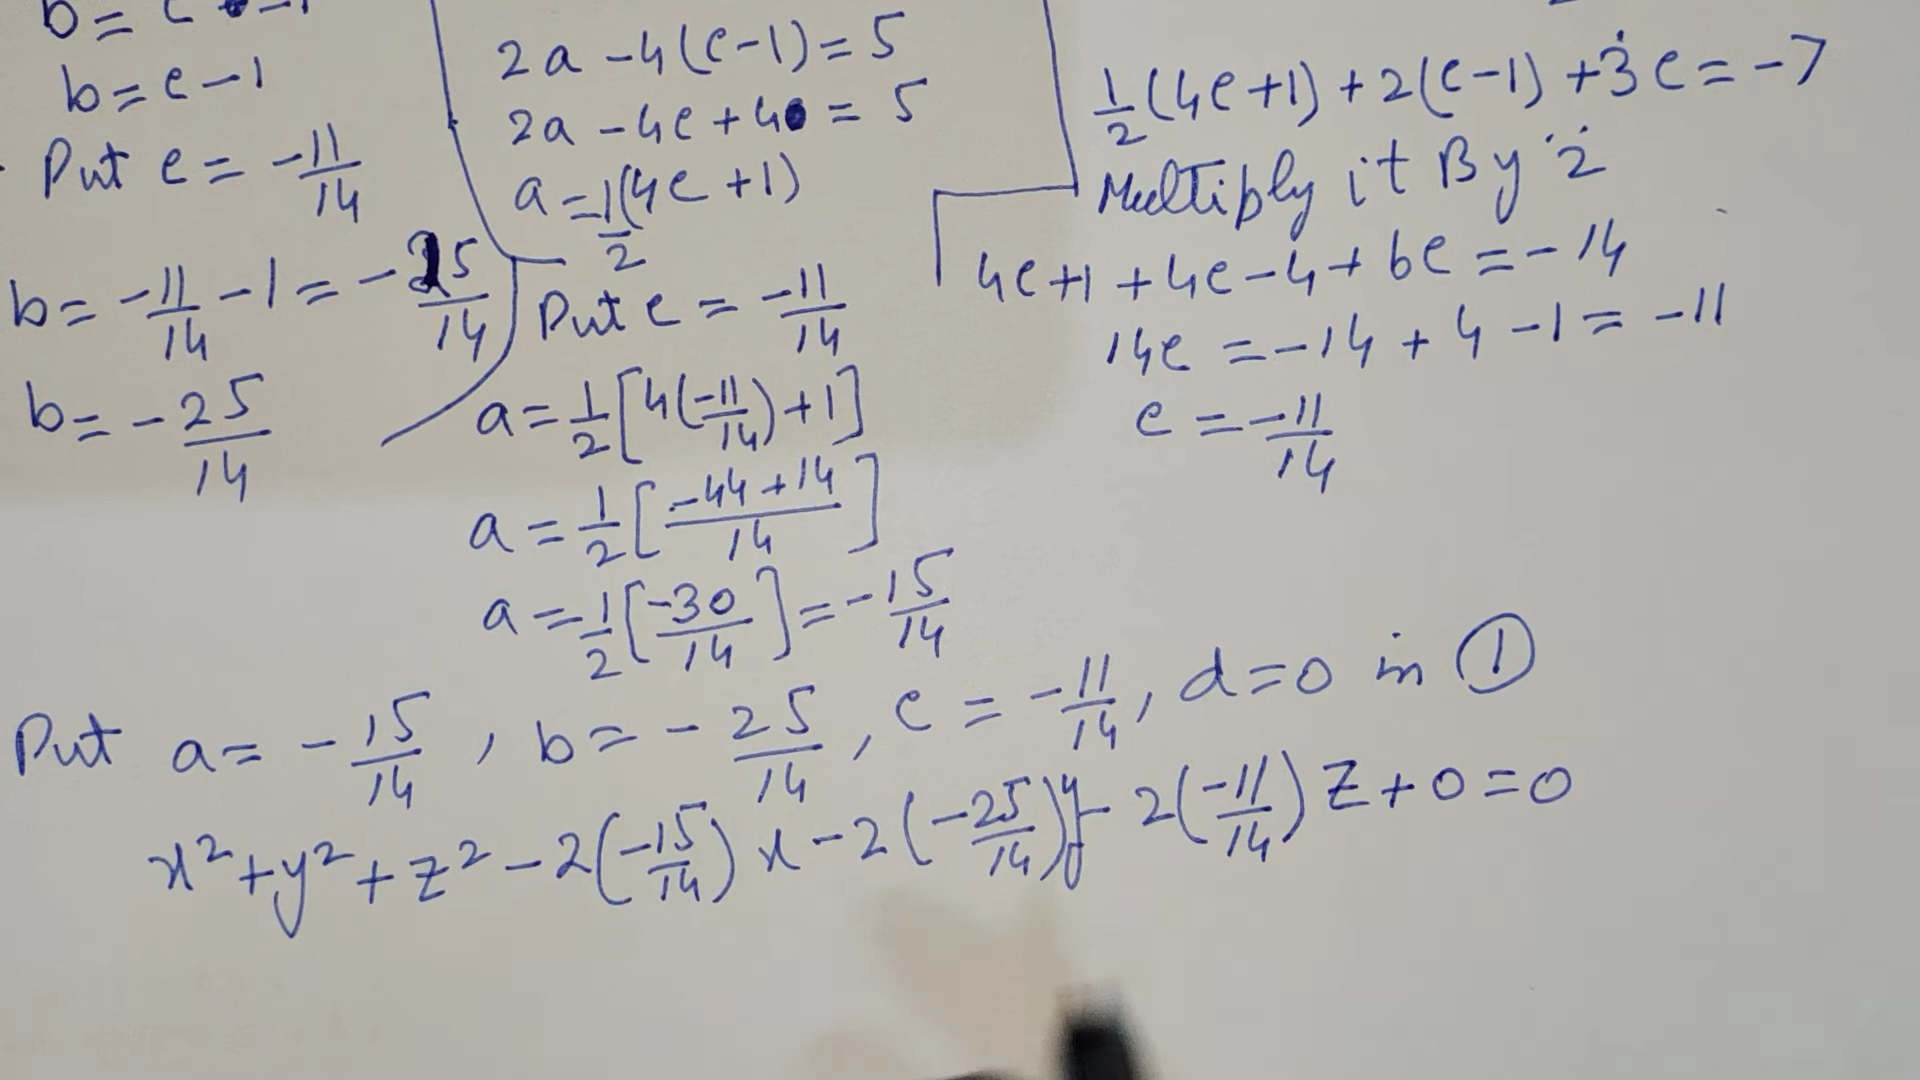 b = c - 1
b = c - 1
Put c = -11/14
b = -11/14 - 1 = -25/14
b = -25/14
2a - 4(c-1) = 5
2a - 4c + 4 = 5
a = 1/2(4c + 1)
Put c = -11/14
a = 1/2[4(-11/14) + 1]
a = 1/2[(-44+14)/14]
a = 1/2[-30/14] = -15/14
1/2(4c+1) + 2(c-1) + 3c = -7
Multiply it By 2
4c+1 + 4c-4 + 6c = -14
14c = -14 + 4 - 1 = -11
c = -11/14
Put a = -15/14, b = -25/14, c = -11/14, d = 0 in ①
x² + y² + z² - 2(-15/14)x - 2(-25/14)y - 2(-11/14)z + 0 = 0